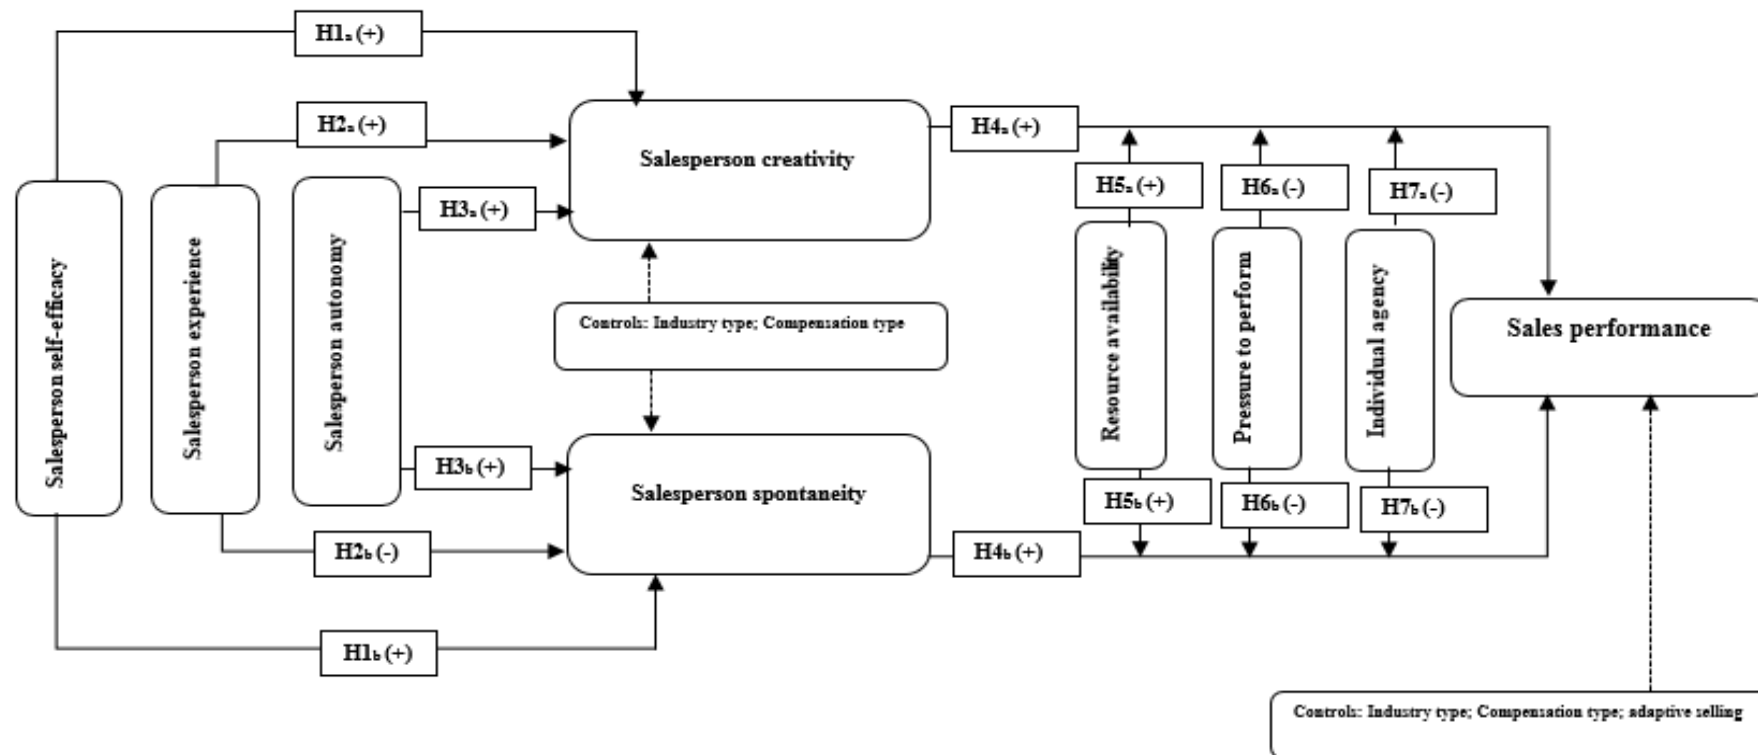 H1a (+)
H2a (+)
H3a (+)
Salesperson creativity
H4a (+)
H5a (+)
H6a (-)
H7a (-)
Salesperson self-efficacy
Salesperson experience
Salesperson autonomy
Controls: Industry type; Compensation type
Resource availability
Pressure to perform
Individual agency
Sales performance
H3b (+)
Salesperson spontaneity
H5b (+)
H6b (-)
H7b (-)
H2b (-)
H4b (+)
H1b (+)
Controls: Industry type; Compensation type; adaptive selling